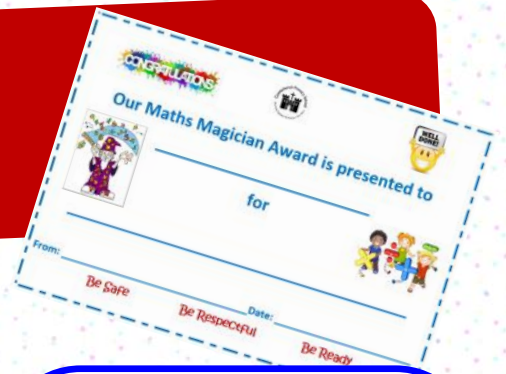 CONGRATULATIONS
WELL DONE!
Our Maths Magician Award is presented to
for
From:
Date:
Be Safe
Be Respectful
Be Ready